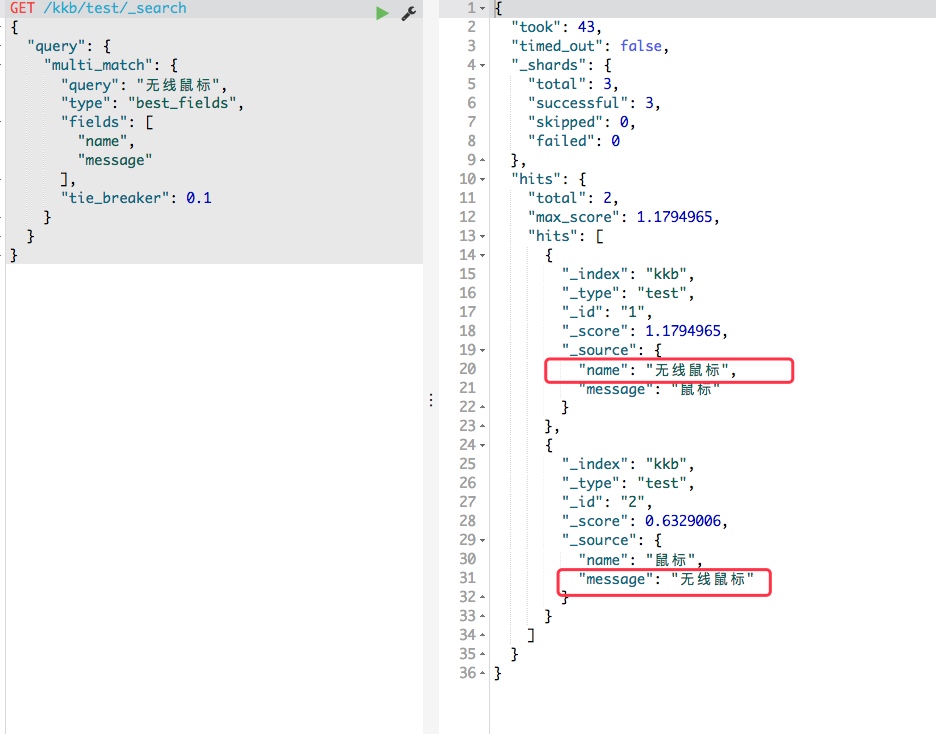 GET /kkb/test/_search
{
  "query": {
    "multi_match": {
      "query": "无线鼠标",
      "type": "best_fields",
      "fields": [
        "name",
        "message"
      ],
      "tie_breaker": 0.1
    }
  }
}
1 {
2   "took": 43,
3   "timed_out": false,
4   "_shards": {
5     "total": 3,
6     "successful": 3,
7     "skipped": 0,
8     "failed": 0
9   },
10   "hits": {
11     "total": 2,
12     "max_score": 1.1794965,
13     "hits": [
14       {
15         "_index": "kkb",
16         "_type": "test",
17         "_id": "1",
18         "_score": 1.1794965,
19         "_source": {
20           "name": "无线鼠标",
21           "message": "鼠标"
22         }
23       },
24       {
25         "_index": "kkb",
26         "_type": "test",
27         "_id": "2",
28         "_score": 0.6329006,
29         "_source": {
30           "name": "鼠标",
31           "message": "无线鼠标"
32         }
33       }
34     ]
35   }
36 }